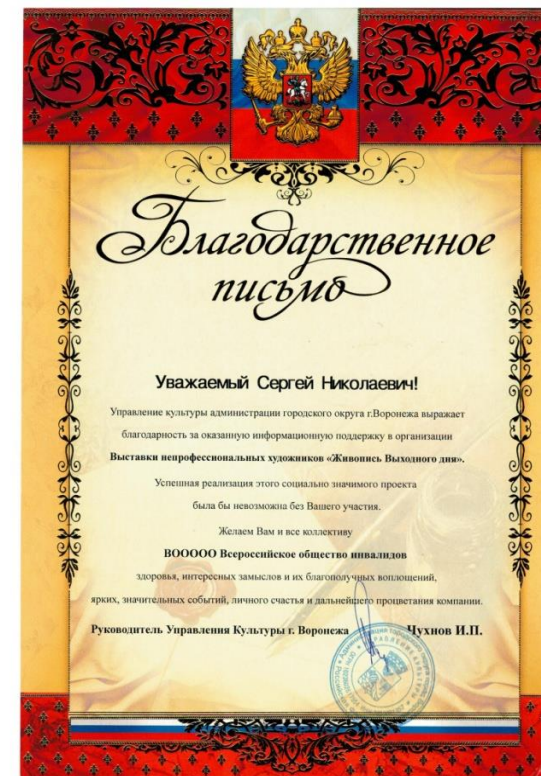 Благодарственное
письмо
Уважаемый Сергей Николаевич!
Управление культуры администрации городского округа г.Воронежа выражает
благодарность за оказанную информационную поддержку в организации
Выставки непрофессиональных художников «Живопись Выходного дня».
Успешная реализация этого социально значимого проекта
была бы невозможна без Вашего участия.
Желаем Вам и все коллективу
ВООООО Всероссийское общество инвалидов
здоровья, интересных замыслов и их благополучных воплощений,
ярких, значительных событий, личного счастья и дальнейшего процветания компании.
Руководитель Управления Культуры г. Воронежа Чухнов И.П.